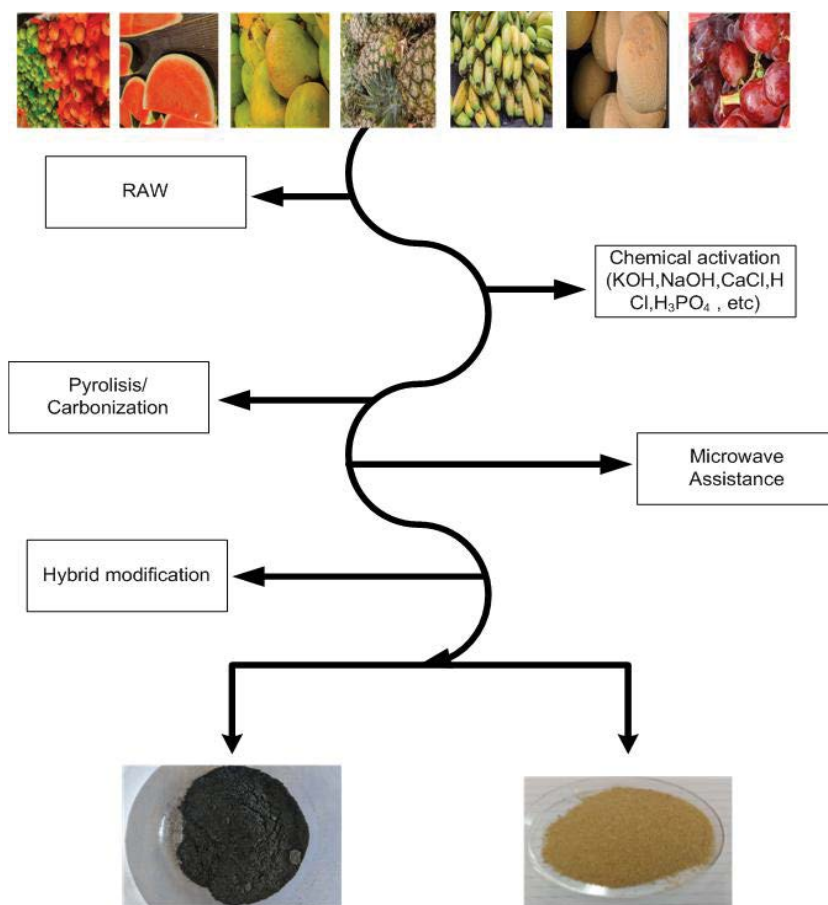 RAW
Chemical activation
(KOH,NaOH,CaCl,H
Cl,H₃PO₄ , etc)
Pyrolisis/
Carbonization
Microwave
Assistance
Hybrid modification